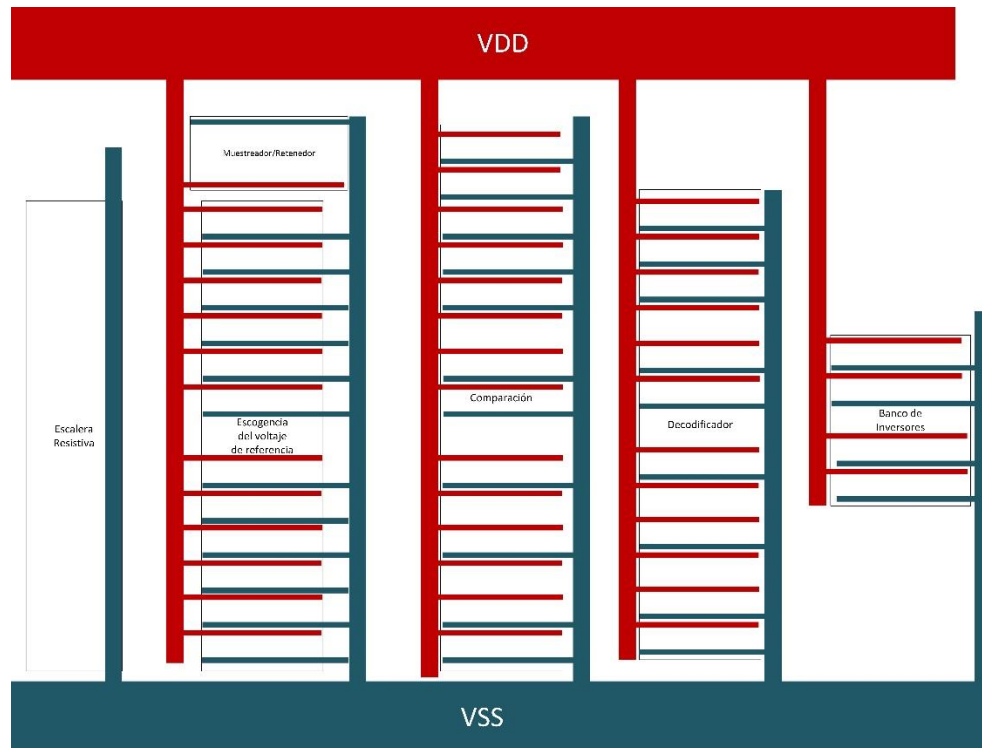 VDD
Muestreador/Retenedor
Escalera
Resistiva
Escogencia
del voltaje
de referencia
Comparación
Decodificador
Banco de
Inversores
VSS